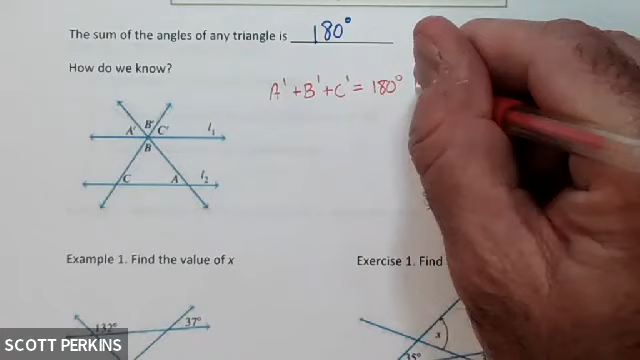 The sum of the angles of any triangle is 180°
How do we know?
A' + B' + C' = 180°
A' B' C' l₁
B
C A l₂
Example 1. Find the value of x Exercise 1. Find
132° 37° x
35°
SCOTT PERKINS